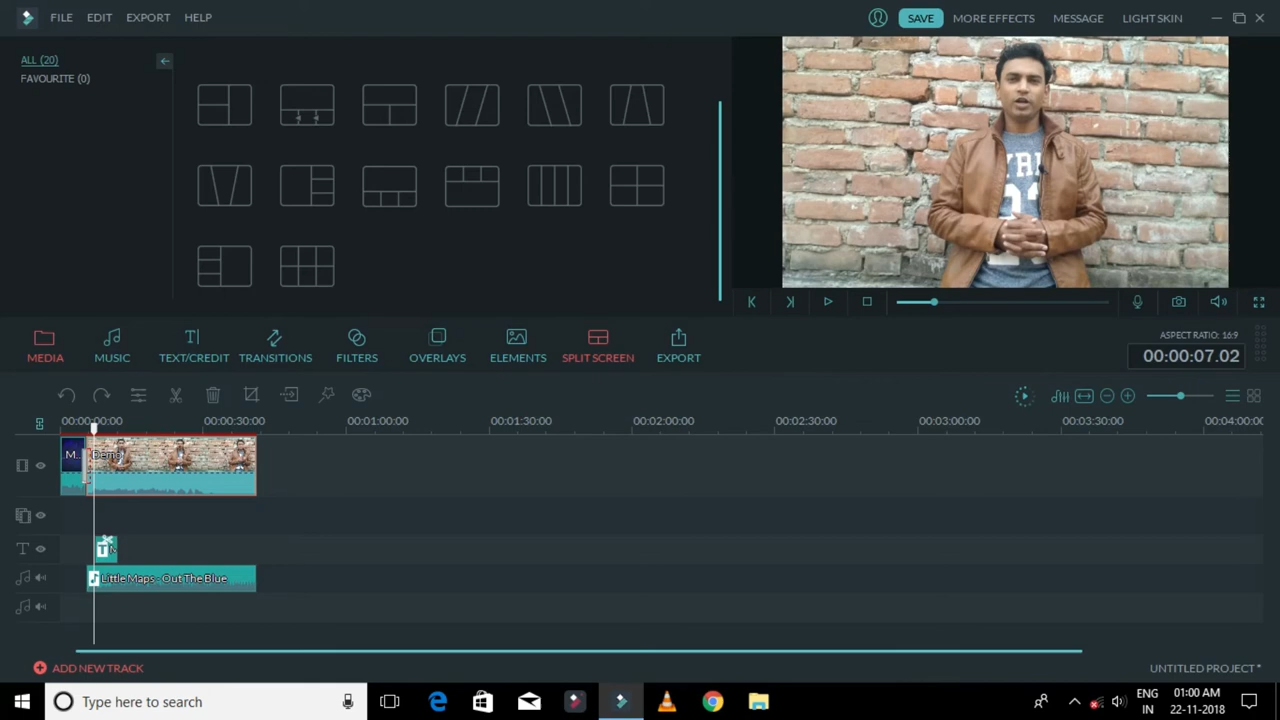 FILE EDIT EXPORT HELP SAVE MORE EFFECTS MESSAGE LIGHT SKIN
ALL (20)
FAVOURITE (0)
MEDIA MUSIC TEXT/CREDIT TRANSITIONS FILTERS OVERLAYS ELEMENTS SPLIT SCREEN EXPORT
ASPECT RATIO: 16:9
00:00:07.02
00:00:00:00 00:00:30:00 00:01:00:00 00:01:30:00 00:02:00:00 00:02:30:00 00:03:00:00 00:03:30:00 00:04:00:00
M... Demo
T M
Little Maps - Out The Blue
ADD NEW TRACK
UNTITLED PROJECT *
Type here to search
ENG
IN
01:00 AM
22-11-2018